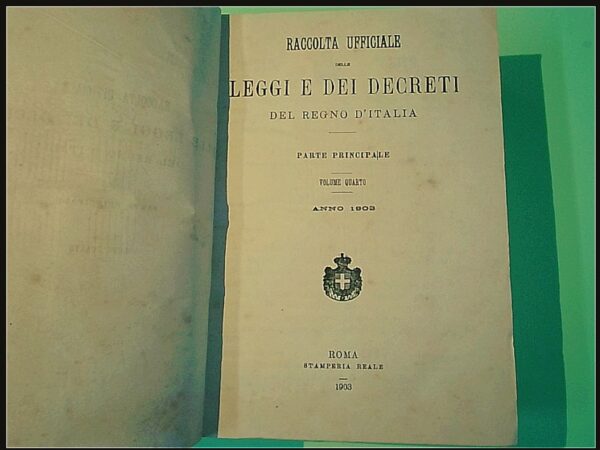 RACCOLTA UFFICIALE
DELLE
LEGGI E DEI DECRETI
DEL REGNO D'ITALIA
PARTE PRINCIPALE
VOLUME QUARTO
ANNO 1903
ROMA
STAMPERIA REALE
1903